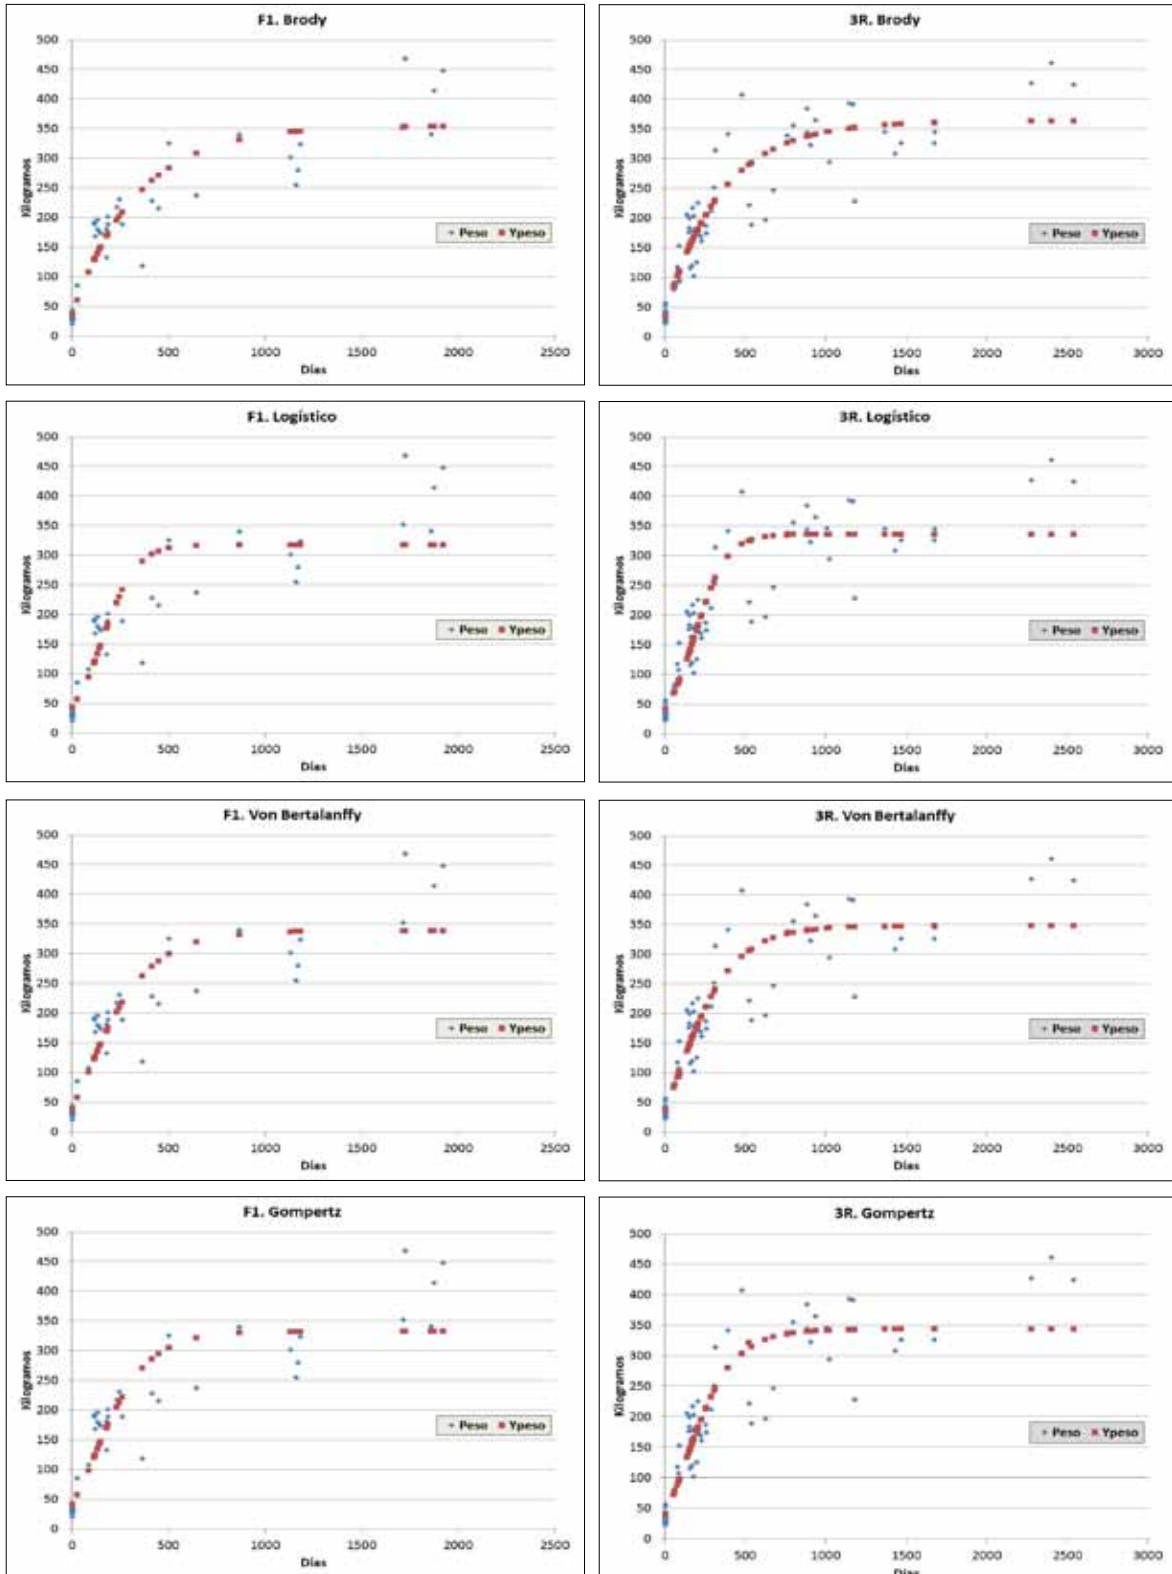 F1. Brody
500
450
400
350
300
250
200
150
100
50
0
Kilogramos
Peso Ypeso
0 500 1000 1500 2000 2500
Días
3R. Brody
500
450
400
350
300
250
200
150
100
50
0
Kilogramos
Peso Ypeso
0 500 1000 1500 2000 2500 3000
Días
F1. Logístico
500
450
400
350
300
250
200
150
100
50
0
Kilogramos
Peso Ypeso
0 500 1000 1500 2000 2500
Días
3R. Logístico
500
450
400
350
300
250
200
150
100
50
0
Kilogramos
Peso Ypeso
0 500 1000 1500 2000 2500 3000
Días
F1. Von Bertalanffy
500
450
400
350
300
250
200
150
100
50
0
Kilogramos
Peso Ypeso
0 500 1000 1500 2000 2500
Días
3R. Von Bertalanffy
500
450
400
350
300
250
200
150
100
50
0
Kilogramos
Peso Ypeso
0 500 1000 1500 2000 2500 3000
Días
F1. Gompertz
500
450
400
350
300
250
200
150
100
50
0
Kilogramos
Peso Ypeso
0 500 1000 1500 2000 2500
Días
3R. Gompertz
500
450
400
350
300
250
200
150
100
50
0
Kilogramos
Peso Ypeso
0 500 1000 1500 2000 2500 3000
Días